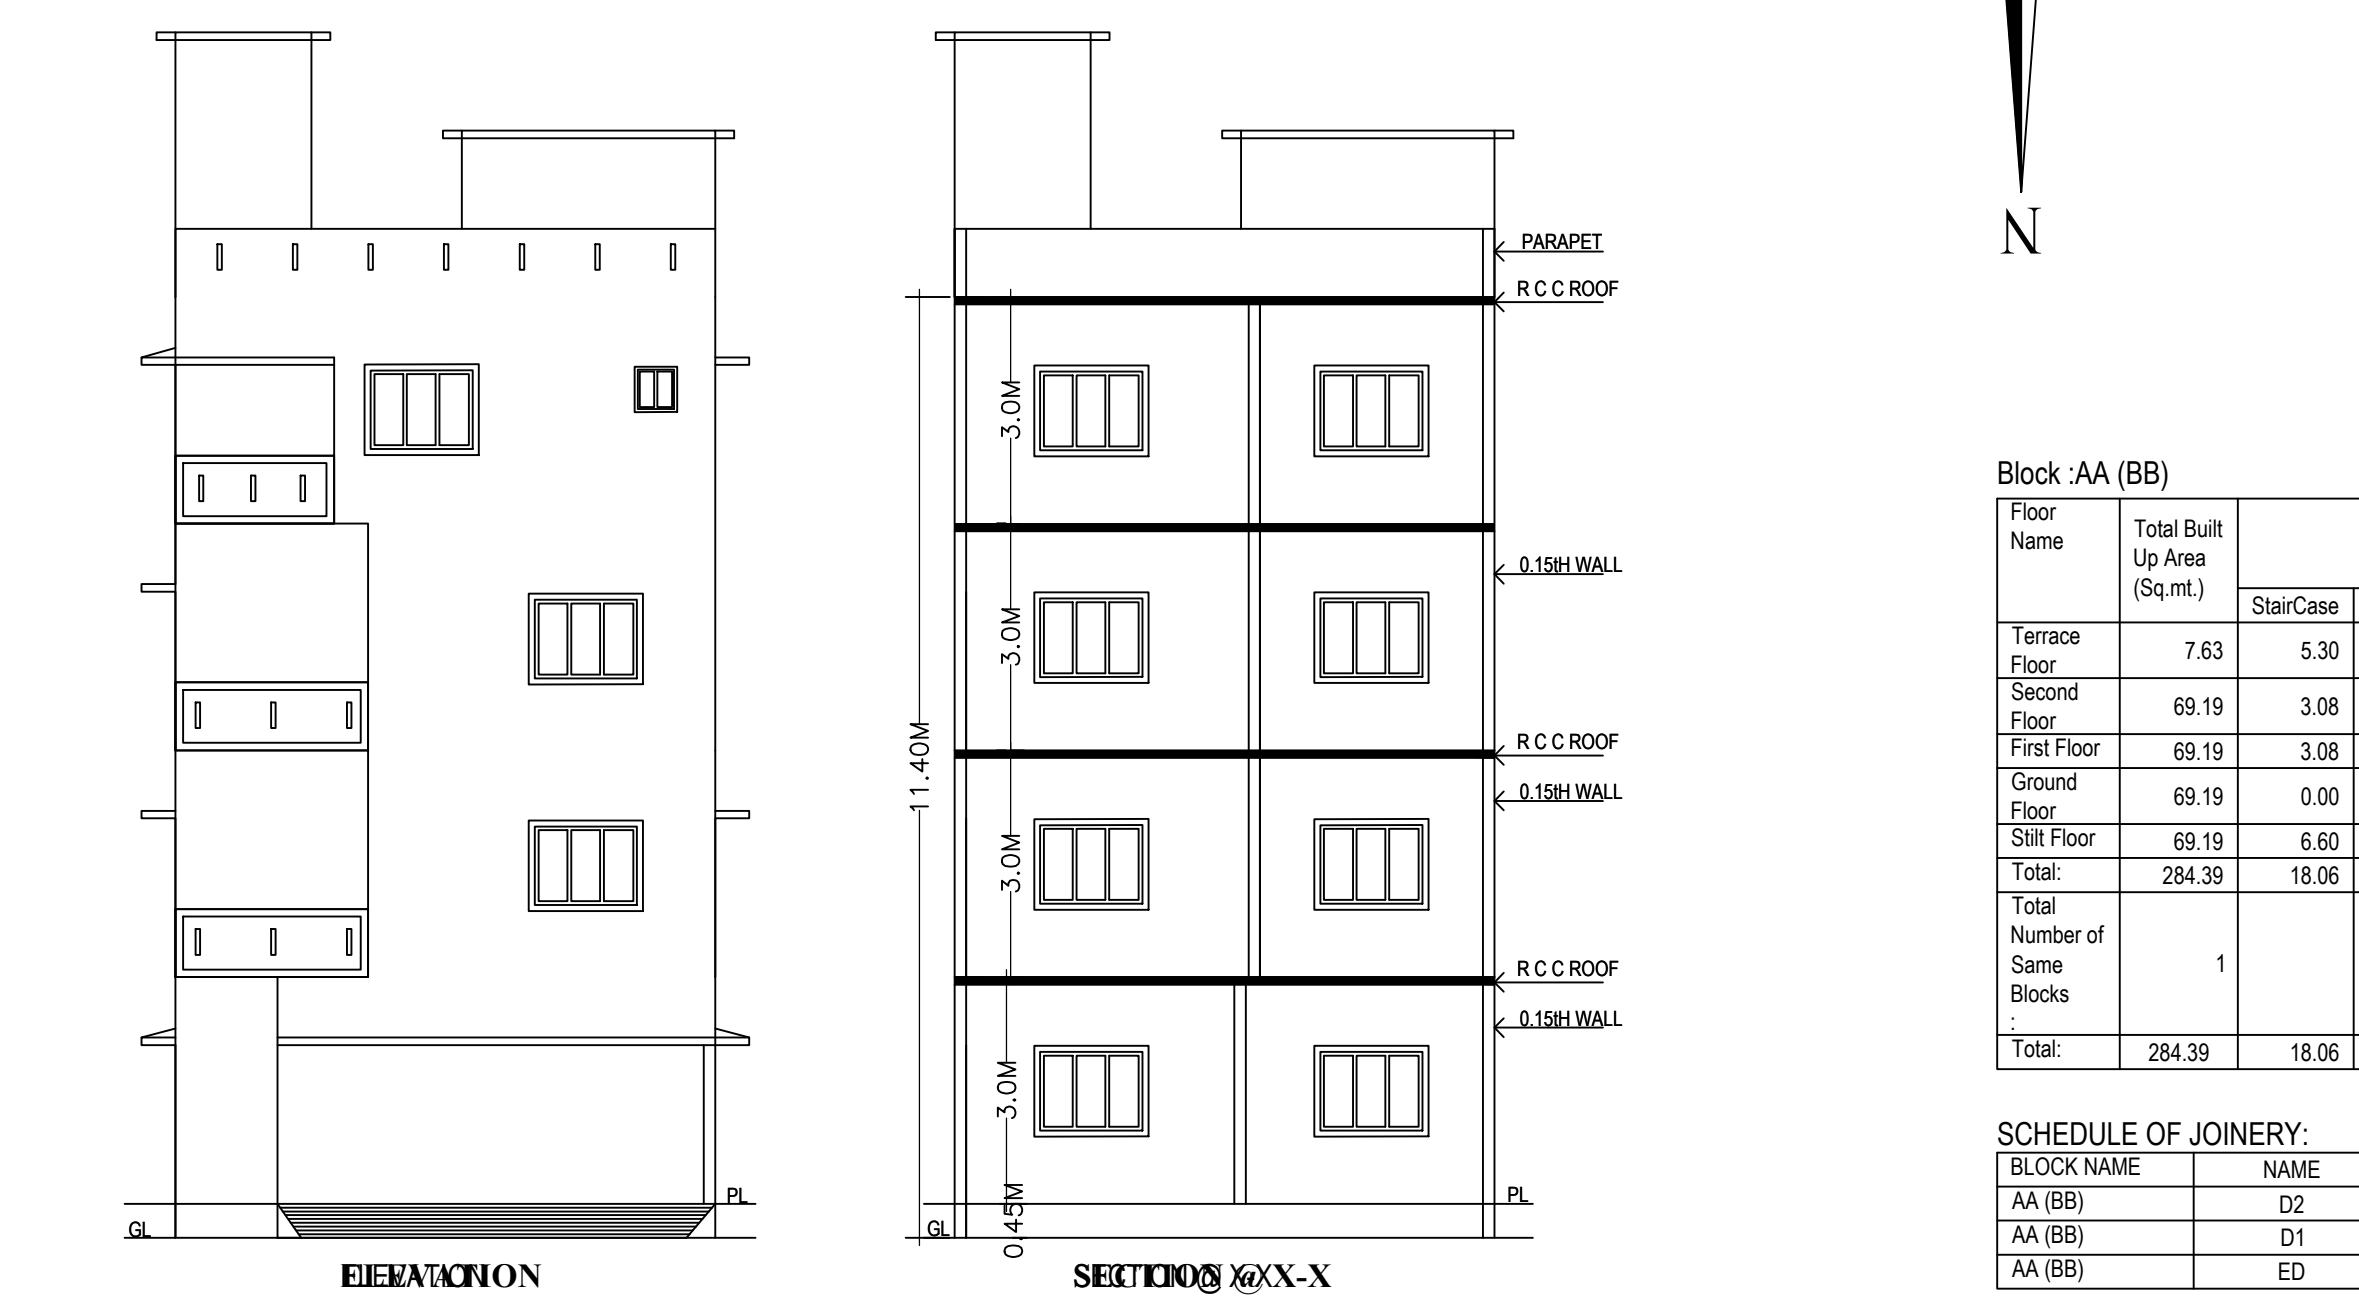 N
PARAPET
R C C ROOF
3.0M
0.15tH WALL
3.0M
R C C ROOF
11.40M
0.15tH WALL
3.0M
R C C ROOF
0.15tH WALL
3.0M
PL
PL
0.45M
GL
GL
ELEVATION
ELEVATION
SECTION @ X-X
SECTION @ X-X
Block :AA (BB)
Floor
Name
Total Built
Up Area
(Sq.mt.)
StairCase
Terrace
Floor
7.63
5.30
Second
Floor
69.19
3.08
First Floor
69.19
3.08
Ground
Floor
69.19
0.00
Stilt Floor
69.19
6.60
Total:
284.39
18.06
Total
Number of
Same
Blocks
:
1
Total:
284.39
18.06
SCHEDULE OF JOINERY:
BLOCK NAME
NAME
AA (BB)
D2
AA (BB)
D1
AA (BB)
ED